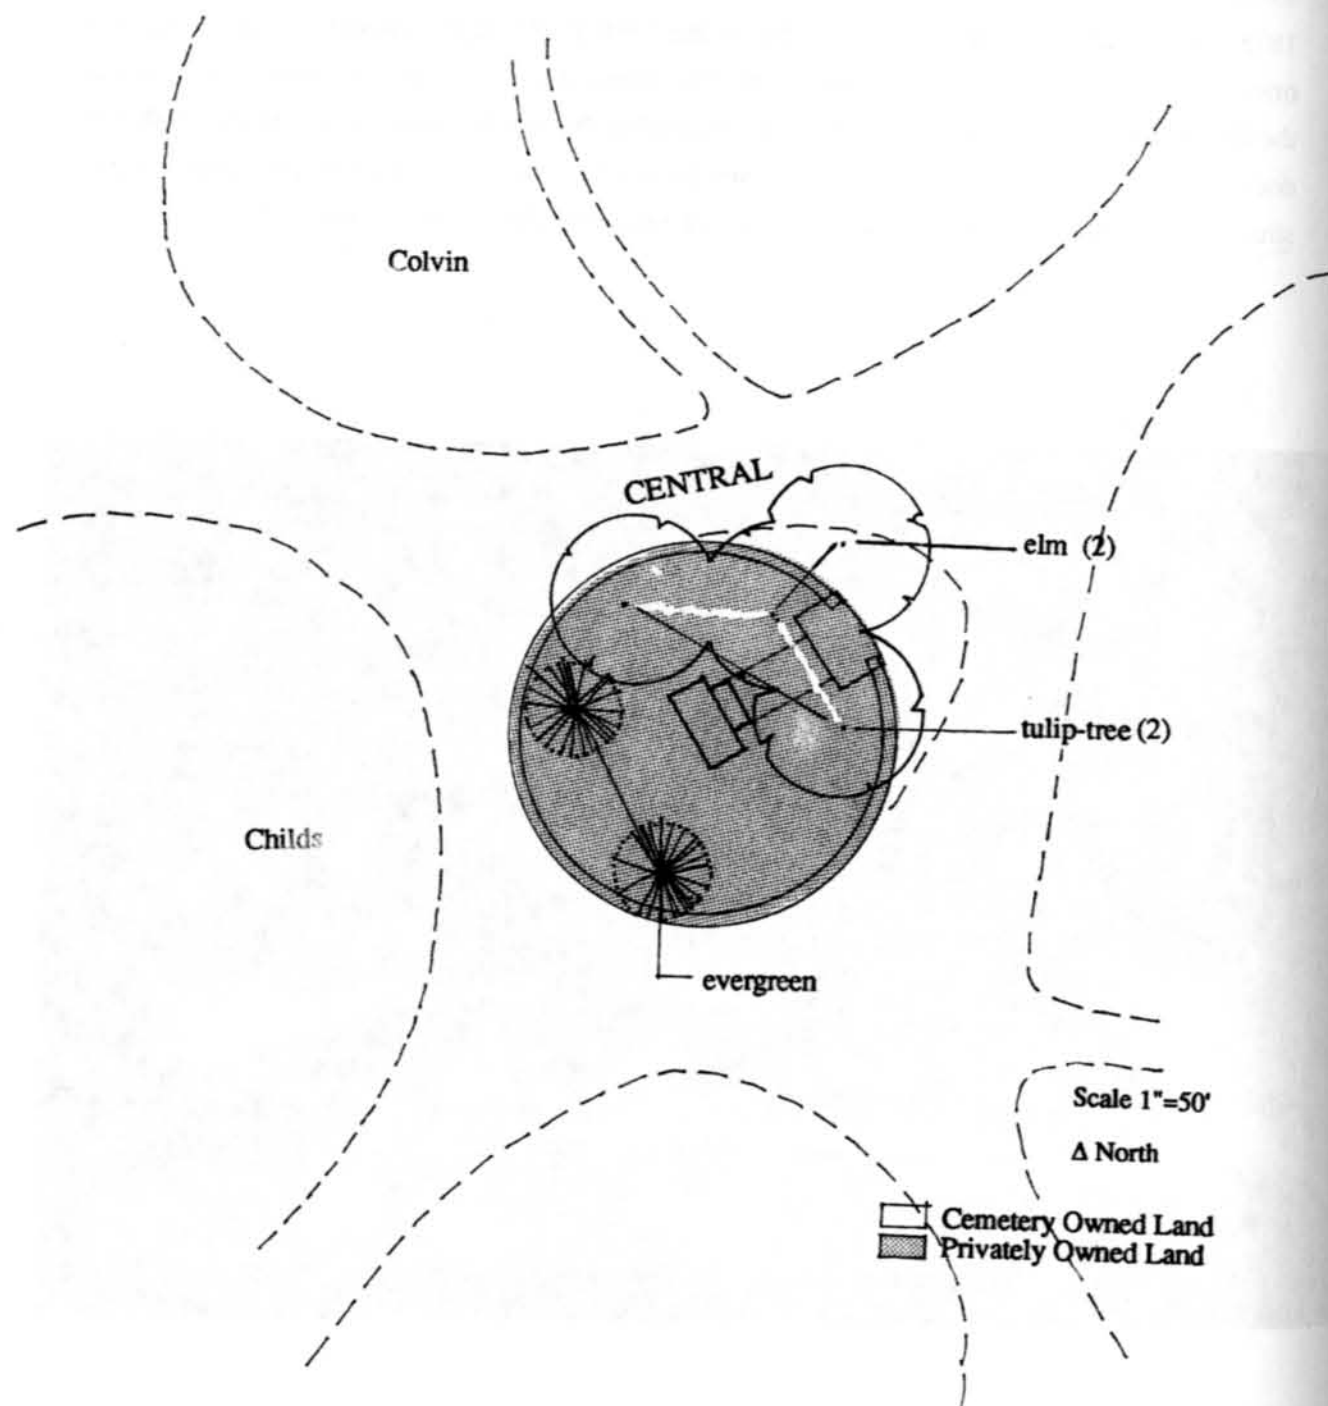 Colvin
CENTRAL
elm (2)
tulip-tree (2)
Childs
evergreen
Scale 1"=50'
Δ North
Cemetery Owned Land
Privately Owned Land